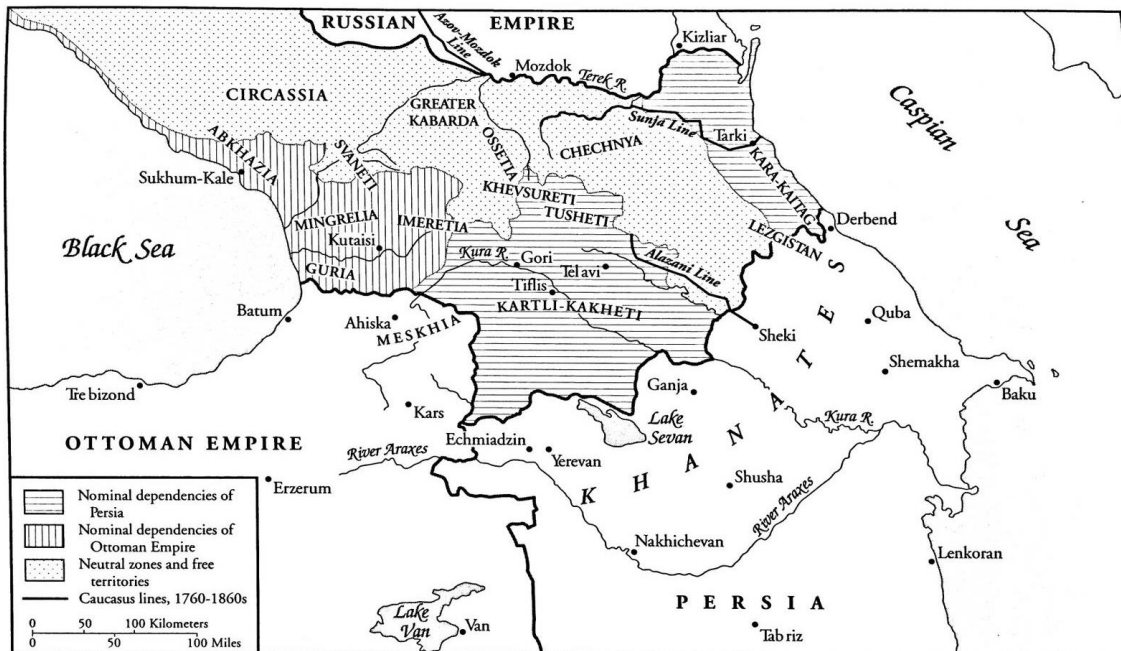 RUSSIAN EMPIRE
Azov-Mozdok
Line
Kizliar
Mozdok
Terek R.
CIRCASSIA
GREATER
KABARDA
Sunja Line
Tarki
Caspian
Sea
ABKHAZIA
SVANETI
OSSETIA
CHECHNYA
KARA-KAITAG
Sukhum-Kale
KHEVSURETI
TUSHETI
Derbend
LEZGISTAN
MINGRELIA
IMERETIA
Kutaisi
Black Sea
GURIA
Kura R.
Gori
Telavi
Alazani Line
Tiflis
KARTLI-KAKHETI
Batum
Ahiska
MESKHIA
Sheki
Quba
Shemakha
Baku
Tre bizond
Kars
Ganja
Lake
Sevan
Kura R.
KHANATES
OTTOMAN EMPIRE
Echmiadzin
Yerevan
River Araxes
Erzerum
Shusha
River Araxes
Nakhichevan
Lenkoran
PERSIA
Lake
Van
Van
Tab riz
Nominal dependencies of
Persia
Nominal dependencies of
Ottoman Empire
Neutral zones and free
territories
Caucasus lines, 1760-1860s
0 50 100 Kilometers
0 50 100 Miles